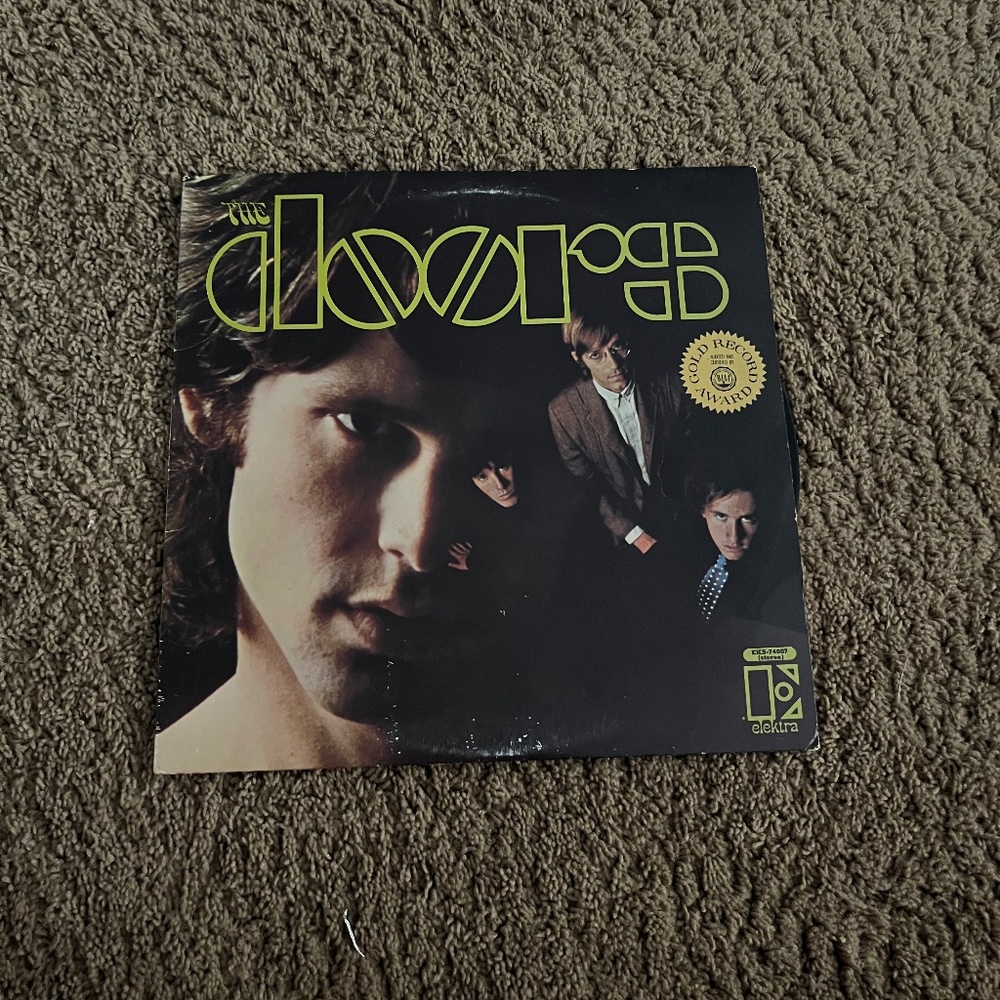 THE
doors
GOLD RECORD
AWARD
EKS-74007
(stereo)
elektra